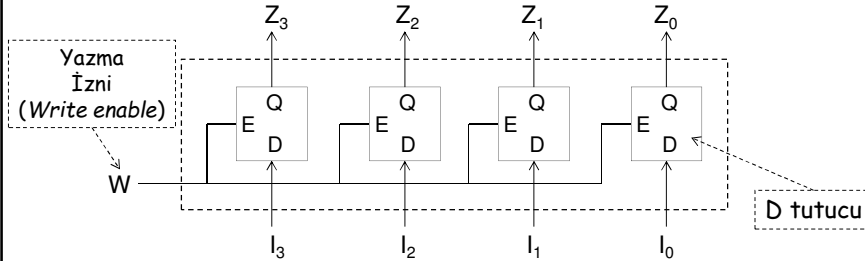 Z₃ Z₂ Z₁ Z₀
Yazma
İzni
(Write enable)
Q Q Q Q
E E E E
D D D D
W
D tutucu
I₃ I₂ I₁ I₀